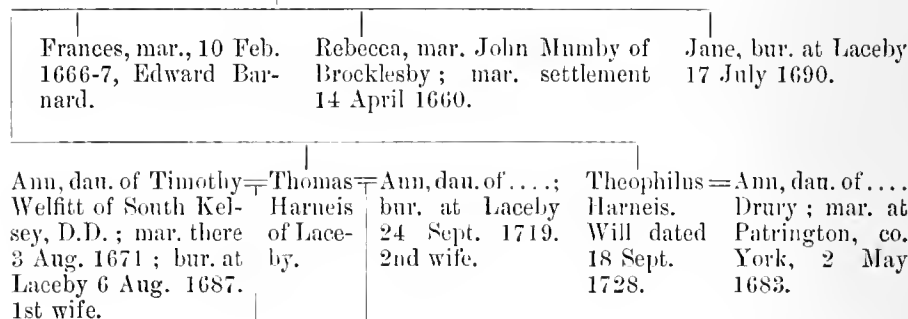 Frances, mar., 10 Feb.
1666-7, Edward Bar-
nard.
Rebecca, mar. John Mumby of
Brocklesby ; mar. settlement
14 April 1660.
Jane, bur. at Laceby
17 July 1690.
Ann, dau. of Timothy
Welfitt of South Kel-
sey, D.D. ; mar. there
3 Aug. 1671 ; bur. at
Laceby 6 Aug. 1687.
1st wife.
=Thomas=
Harneis
of Lace-
by.
Ann, dau. of . . . . ;
bur. at Laceby
24 Sept. 1719.
2nd wife.
Theophilus=
Harneis.
Will dated
18 Sept.
1728.
Ann, dau. of . . . .
Drury ; mar. at
Patrington, co.
York, 2 May
1683.